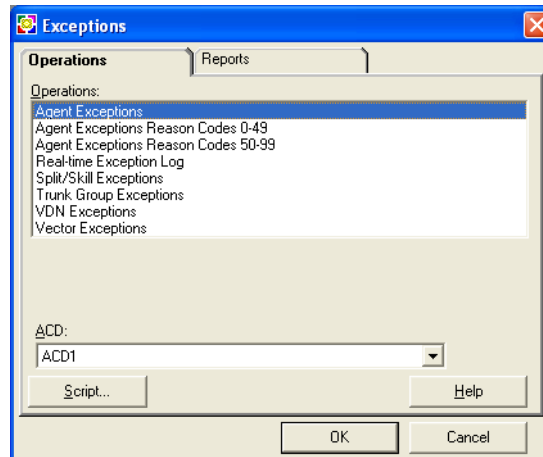 Exceptions
Operations
Reports
Operations:
Agent Exceptions
Agent Exceptions Reason Codes 0-49
Agent Exceptions Reason Codes 50-99
Real-time Exception Log
Split/Skill Exceptions
Trunk Group Exceptions
VDN Exceptions
Vector Exceptions
ACD:
ACD1
Script...
Help
OK
Cancel